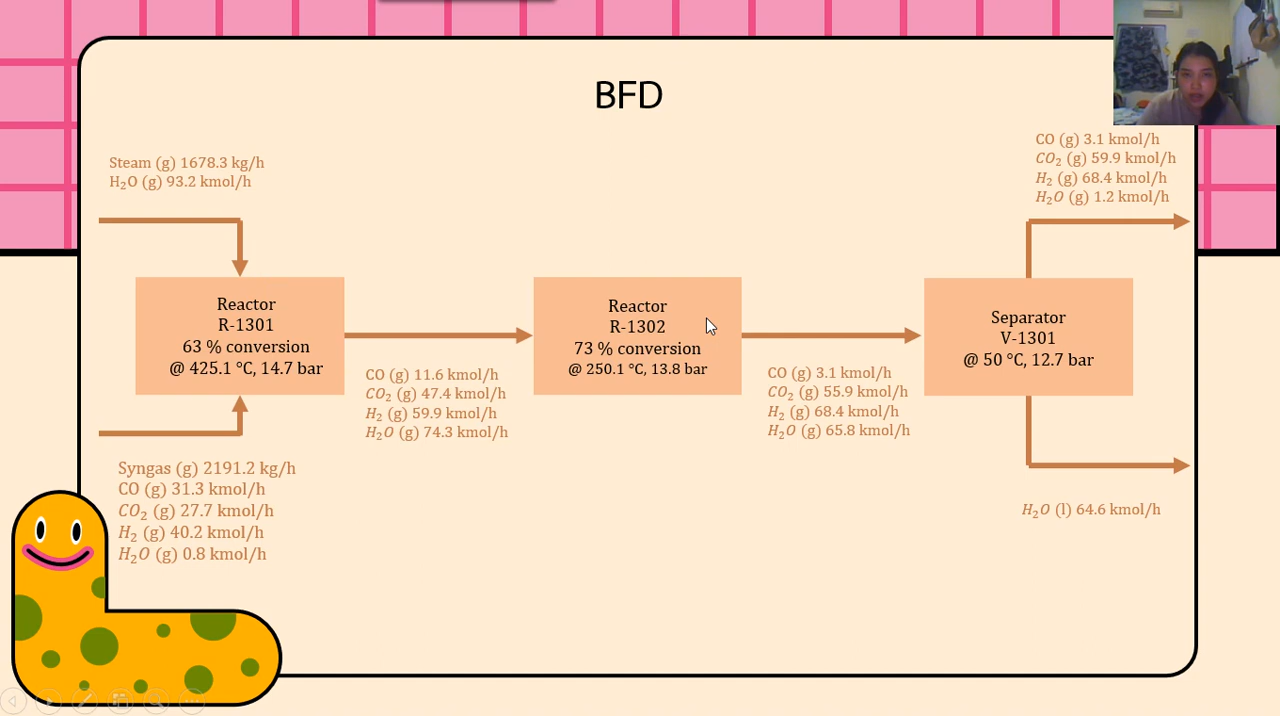 BFD
Steam (g) 1678.3 kg/h
H₂O (g) 93.2 kmol/h
CO (g) 3.1 kmol/h
CO₂ (g) 59.9 kmol/h
H₂ (g) 68.4 kmol/h
H₂O (g) 1.2 kmol/h
Reactor
R-1301
63 % conversion
@ 425.1 °C, 14.7 bar
Reactor
R-1302
73 % conversion
@ 250.1 °C, 13.8 bar
Separator
V-1301
@ 50 °C, 12.7 bar
CO (g) 11.6 kmol/h
CO₂ (g) 47.4 kmol/h
H₂ (g) 59.9 kmol/h
H₂O (g) 74.3 kmol/h
CO (g) 3.1 kmol/h
CO₂ (g) 55.9 kmol/h
H₂ (g) 68.4 kmol/h
H₂O (g) 65.8 kmol/h
Syngas (g) 2191.2 kg/h
CO (g) 31.3 kmol/h
CO₂ (g) 27.7 kmol/h
H₂ (g) 40.2 kmol/h
H₂O (g) 0.8 kmol/h
H₂O (l) 64.6 kmol/h